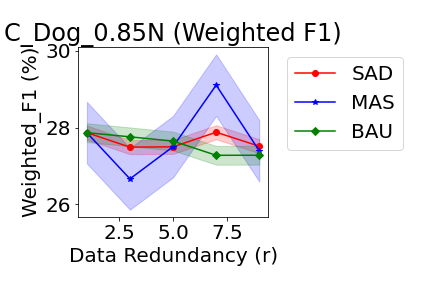 C_Dog_0.85N (Weighted F1)
Weighted_F1 (%)
30
28
26
2.5 5.0 7.5
Data Redundancy (r)
SAD
MAS
BAU